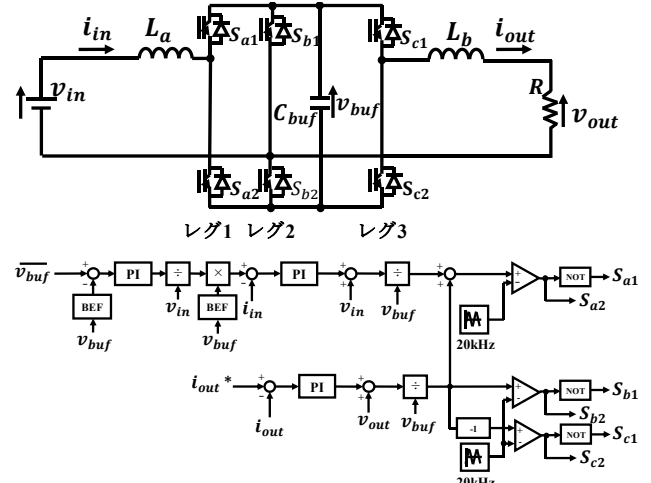 i_in L_a S_a1 S_b1 S_c1 L_b i_out
v_in C_buf v_buf R v_out
S_a2 S_b2 S_c2
レグ1 レグ2 レグ3
v_buf + - PI ÷ × + - PI + + ÷ + + + - NOT S_a1
BEF v_in BEF i_in v_in v_buf S_a2
v_buf v_buf 20kHz
i_out * + - PI + + ÷ + - NOT S_b1
i_out v_out v_buf S_b2
-1 + - NOT S_c1
S_c2
20kHz